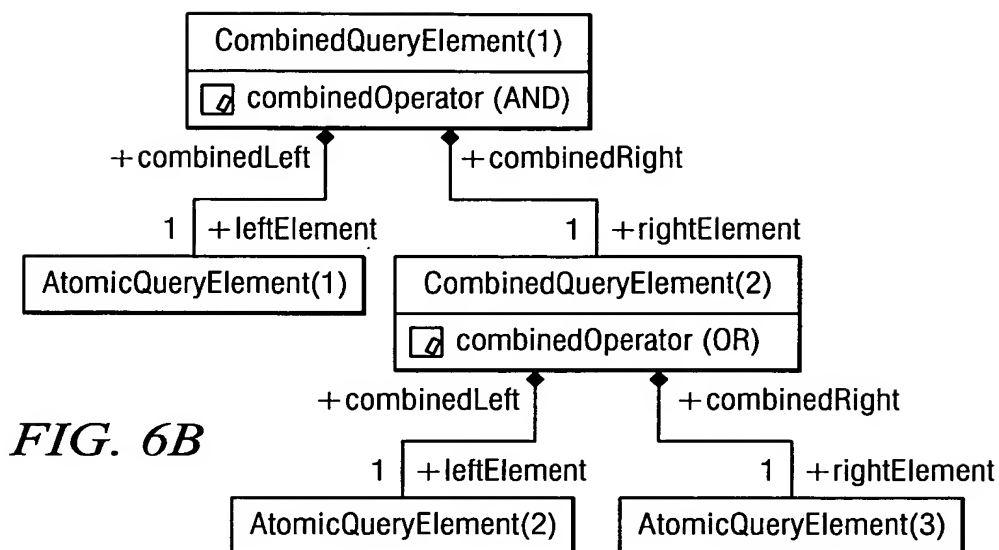 CombinedQueryElement(1)
combinedOperator (AND)
+combinedLeft
+combinedRight
1 +leftElement
1 +rightElement
AtomicQueryElement(1)
CombinedQueryElement(2)
combinedOperator (OR)
+combinedLeft
+combinedRight
FIG. 6B
1 +leftElement
1 +rightElement
AtomicQueryElement(2)
AtomicQueryElement(3)